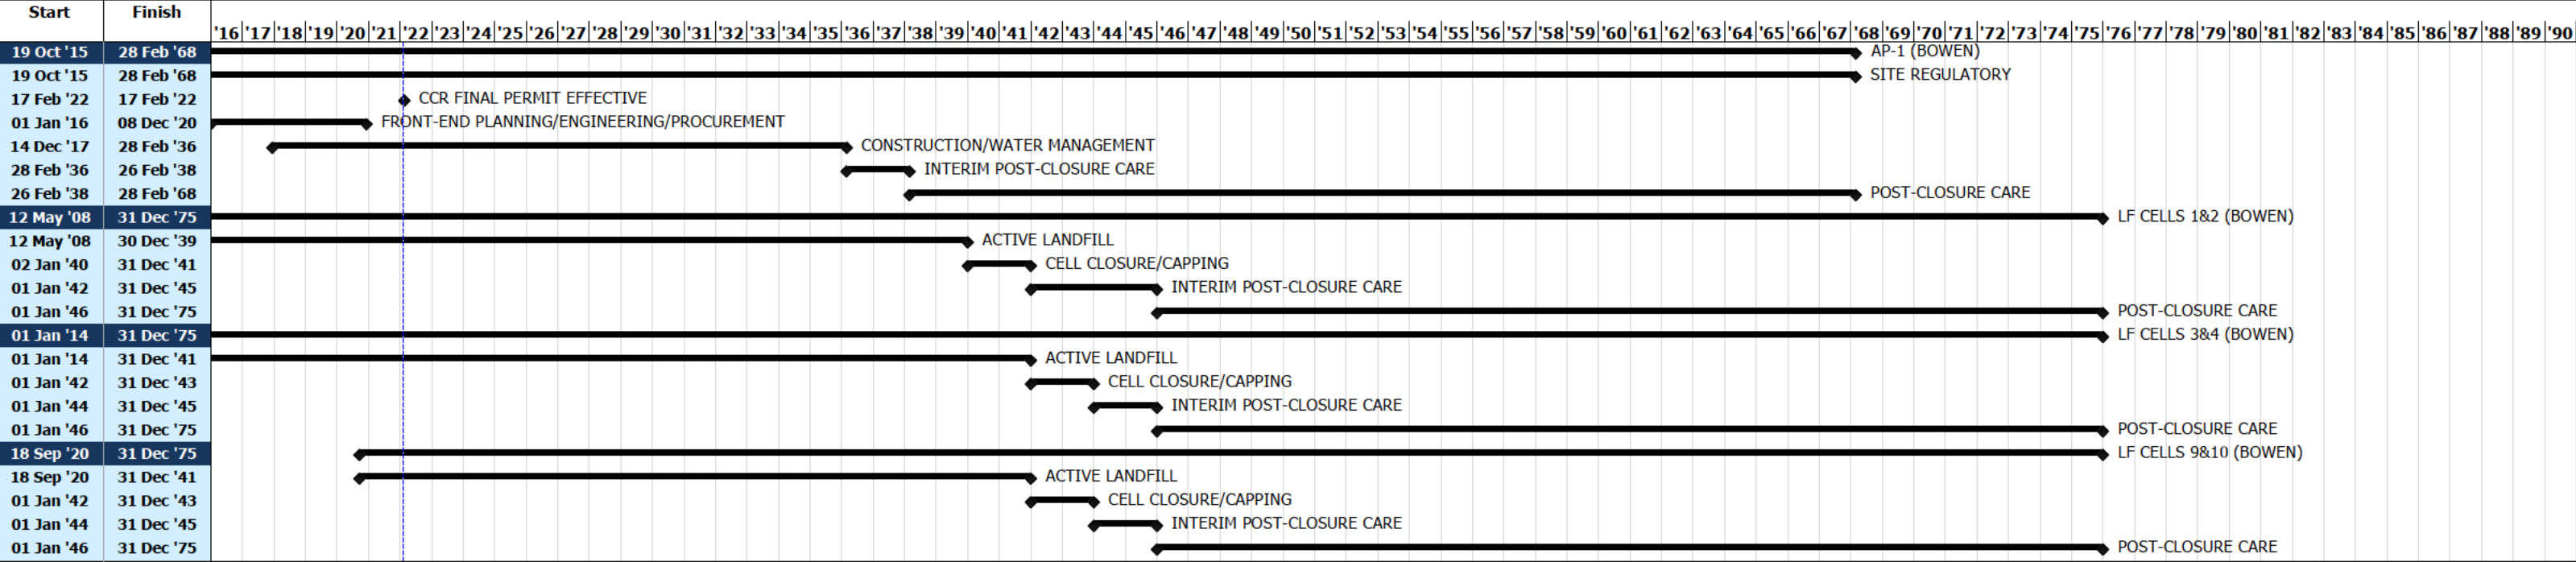 Start Finish
'16 '17 '18 '19 '20 '21 '22 '23 '24 '25 '26 '27 '28 '29 '30 '31 '32 '33 '34 '35 '36 '37 '38 '39 '40 '41 '42 '43 '44 '45 '46 '47 '48 '49 '50 '51 '52 '53 '54 '55 '56 '57 '58 '59 '60 '61 '62 '63 '64 '65 '66 '67 '68 '69 '70 '71 '72 '73 '74 '75 '76 '77 '78 '79 '80 '81 '82 '83 '84 '85 '86 '87 '88 '89 '90
19 Oct '15 28 Feb '68 AP-1 (BOWEN)
19 Oct '15 28 Feb '68 SITE REGULATORY
17 Feb '22 17 Feb '22 CCR FINAL PERMIT EFFECTIVE
01 Jan '16 08 Dec '20 FRONT-END PLANNING/ENGINEERING/PROCUREMENT
14 Dec '17 28 Feb '36 CONSTRUCTION/WATER MANAGEMENT
28 Feb '36 26 Feb '38 INTERIM POST-CLOSURE CARE
26 Feb '38 28 Feb '68 POST-CLOSURE CARE
12 May '08 31 Dec '75 LF CELLS 1&2 (BOWEN)
12 May '08 30 Dec '39 ACTIVE LANDFILL
02 Jan '40 31 Dec '41 CELL CLOSURE/CAPPING
01 Jan '42 31 Dec '45 INTERIM POST-CLOSURE CARE
01 Jan '46 31 Dec '75 POST-CLOSURE CARE
01 Jan '14 31 Dec '75 LF CELLS 3&4 (BOWEN)
01 Jan '14 31 Dec '41 ACTIVE LANDFILL
01 Jan '42 31 Dec '43 CELL CLOSURE/CAPPING
01 Jan '44 31 Dec '45 INTERIM POST-CLOSURE CARE
01 Jan '46 31 Dec '75 POST-CLOSURE CARE
18 Sep '20 31 Dec '75 LF CELLS 9&10 (BOWEN)
18 Sep '20 31 Dec '41 ACTIVE LANDFILL
01 Jan '42 31 Dec '43 CELL CLOSURE/CAPPING
01 Jan '44 31 Dec '45 INTERIM POST-CLOSURE CARE
01 Jan '46 31 Dec '75 POST-CLOSURE CARE